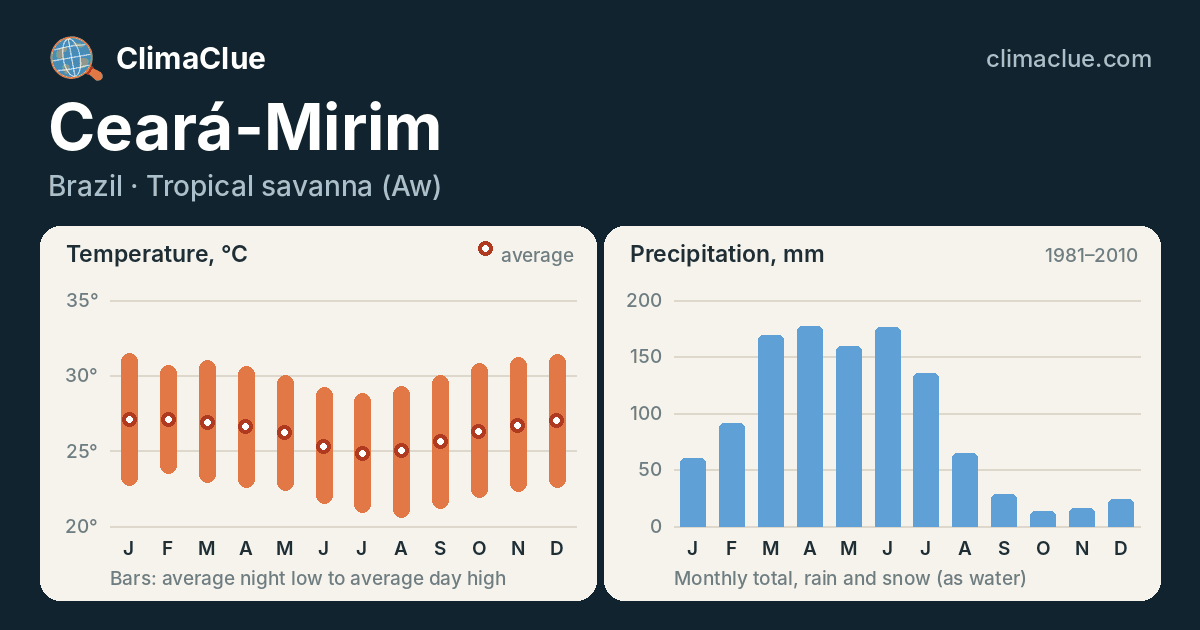 ClimaClue
climaclue.com
Ceará-Mirim
Brazil · Tropical savanna (Aw)
Temperature, °C
average
35°
30°
25°
20°
J F M A M J J A S O N D
Bars: average night low to average day high
Precipitation, mm
1981–2010
200
150
100
50
0
J F M A M J J A S O N D
Monthly total, rain and snow (as water)